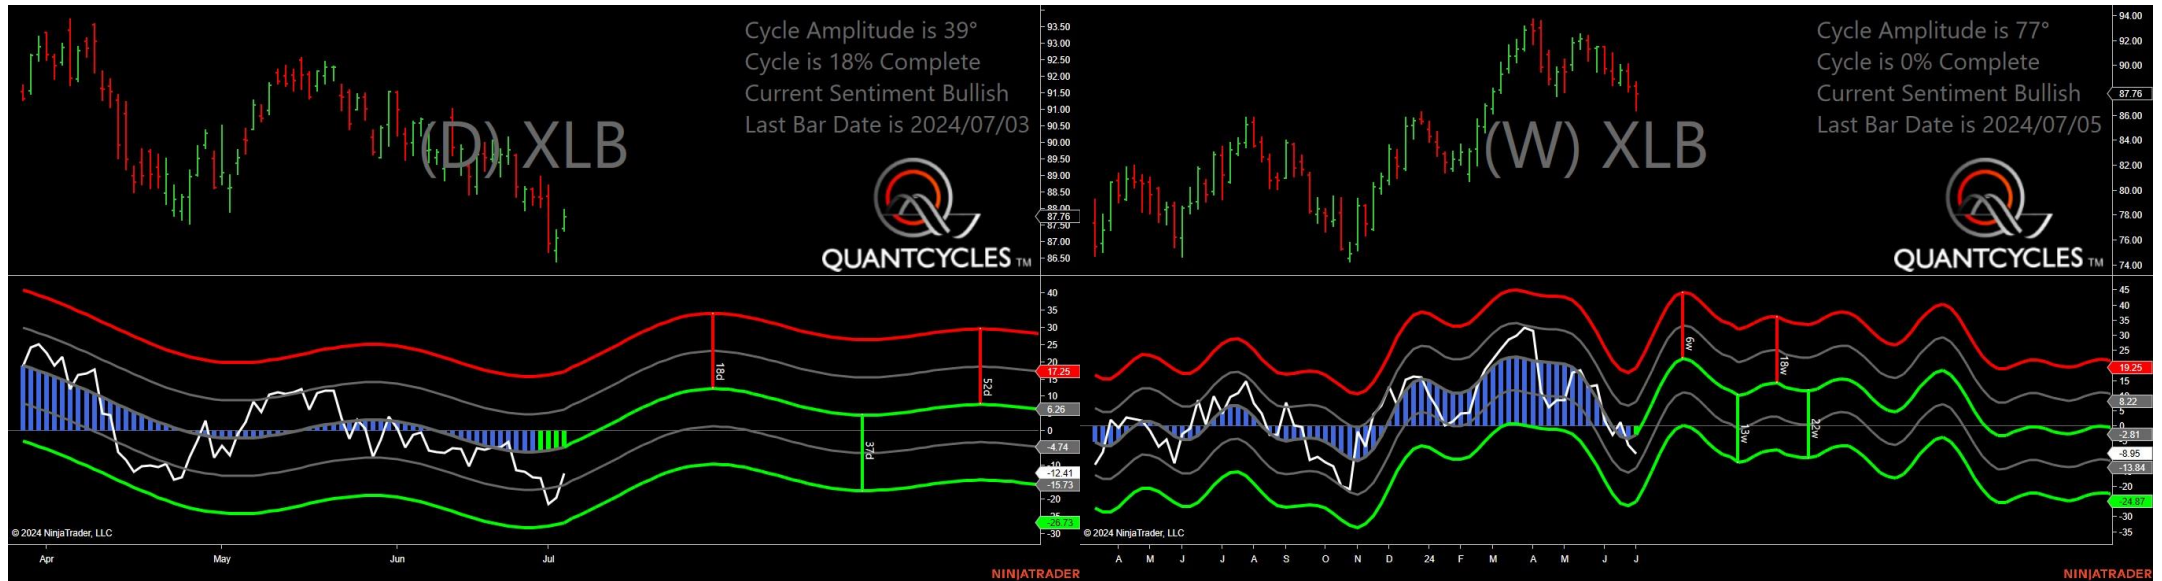 Cycle Amplitude is 39°
Cycle is 18% Complete
Current Sentiment Bullish
Last Bar Date is 2024/07/03
(D) XLB
QUANTCYCLES TM
93.50
93.00
92.50
92.00
91.50
91.00
90.50
90.00
89.50
89.00
88.50
88.00
87.76
87.50
87.00
86.50
40
35
30
25
20
17.25
15
10
6.26
0
-4.74
-10
-12.41
-15.73
-20
-26.73
-30
18d
37d
52d
© 2024 NinjaTrader, LLC
Apr
May
Jun
Jul
NINJATRADER
Cycle Amplitude is 77°
Cycle is 0% Complete
Current Sentiment Bullish
Last Bar Date is 2024/07/05
(W) XLB
QUANTCYCLES TM
94.00
92.00
90.00
87.76
86.00
84.00
82.00
80.00
78.00
76.00
74.00
45
40
35
30
25
19.25
15
10
8.22
0
-2.81
-8.95
-13.84
-20
-24.87
-30
-35
6w
13w
18w
22w
© 2024 NinjaTrader, LLC
A M J J A S O N D 24 F M A M J J
NINJATRADER